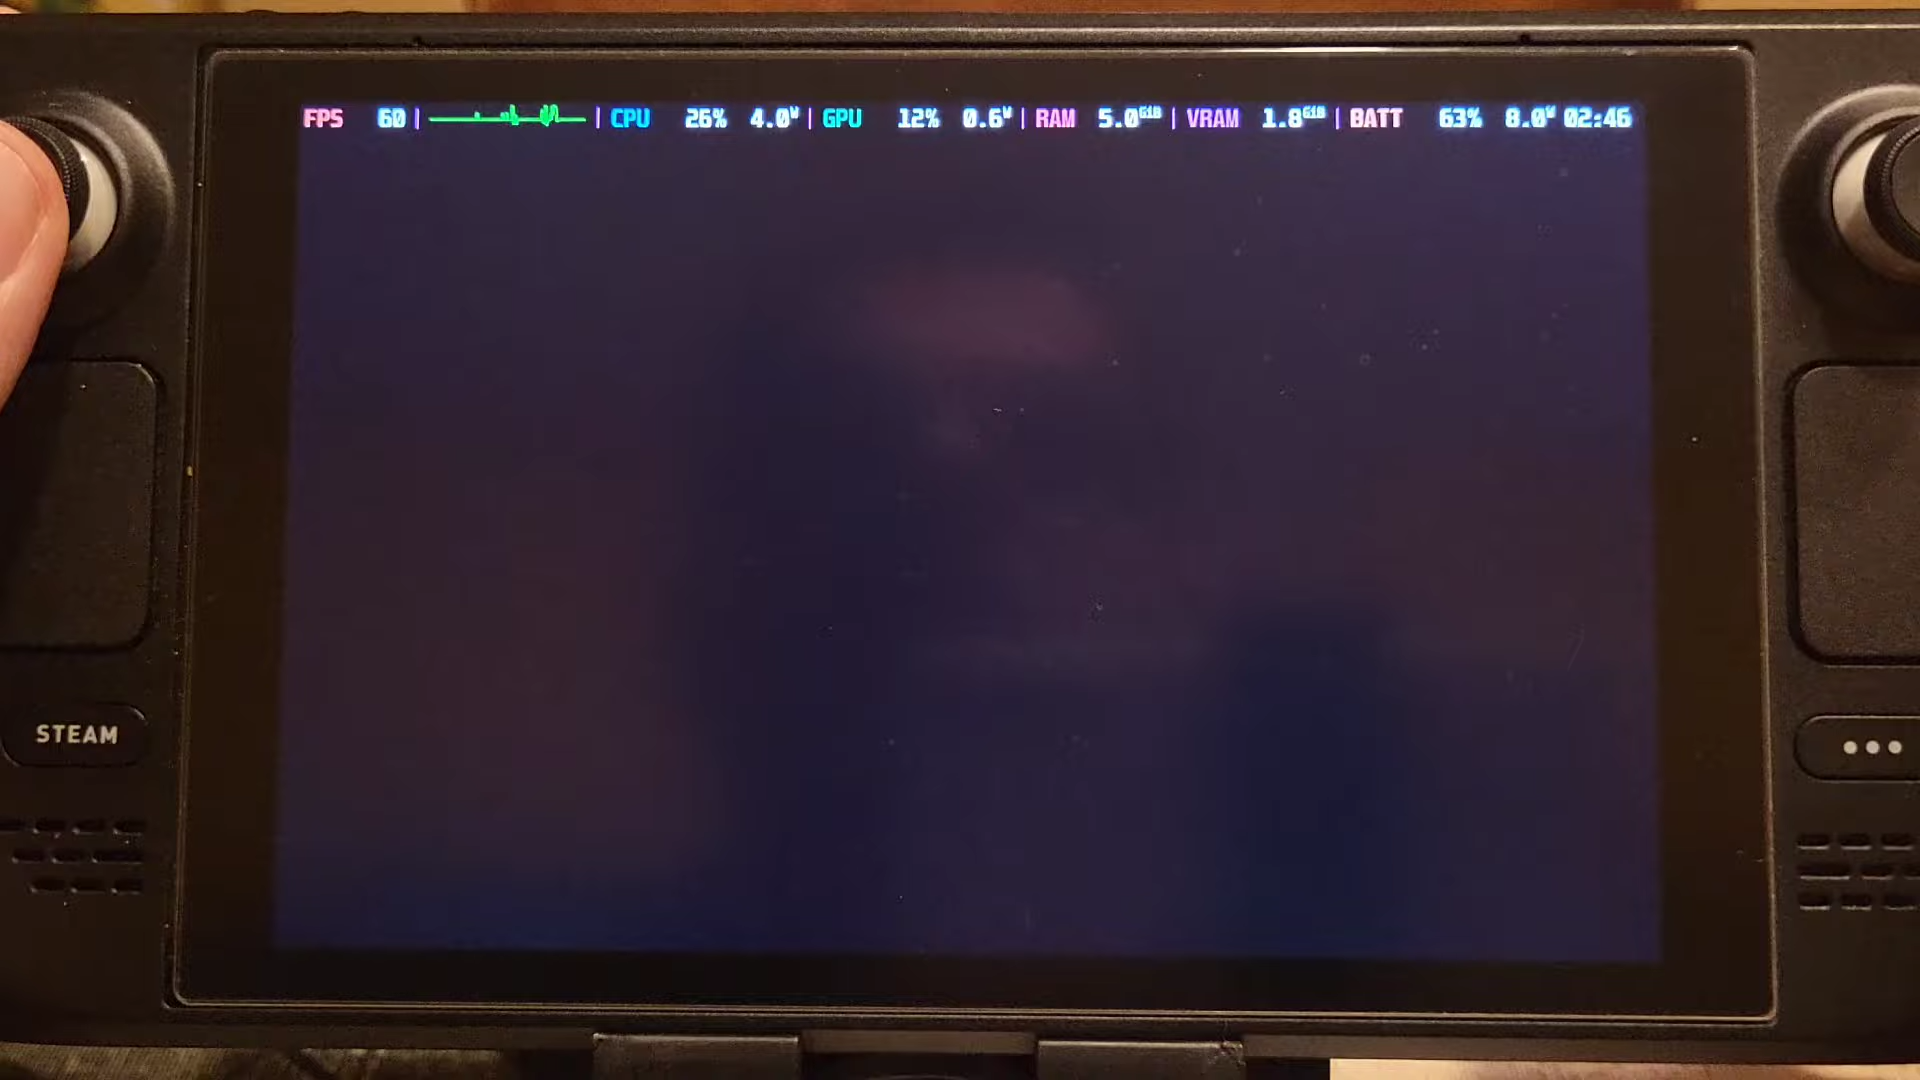 FPS 60 | | CPU 26% 4.0W | GPU 12% 0.6W | RAM 5.0GiB | VRAM 1.8GiB | BATT 63% 8.0W 02:46
STEAM